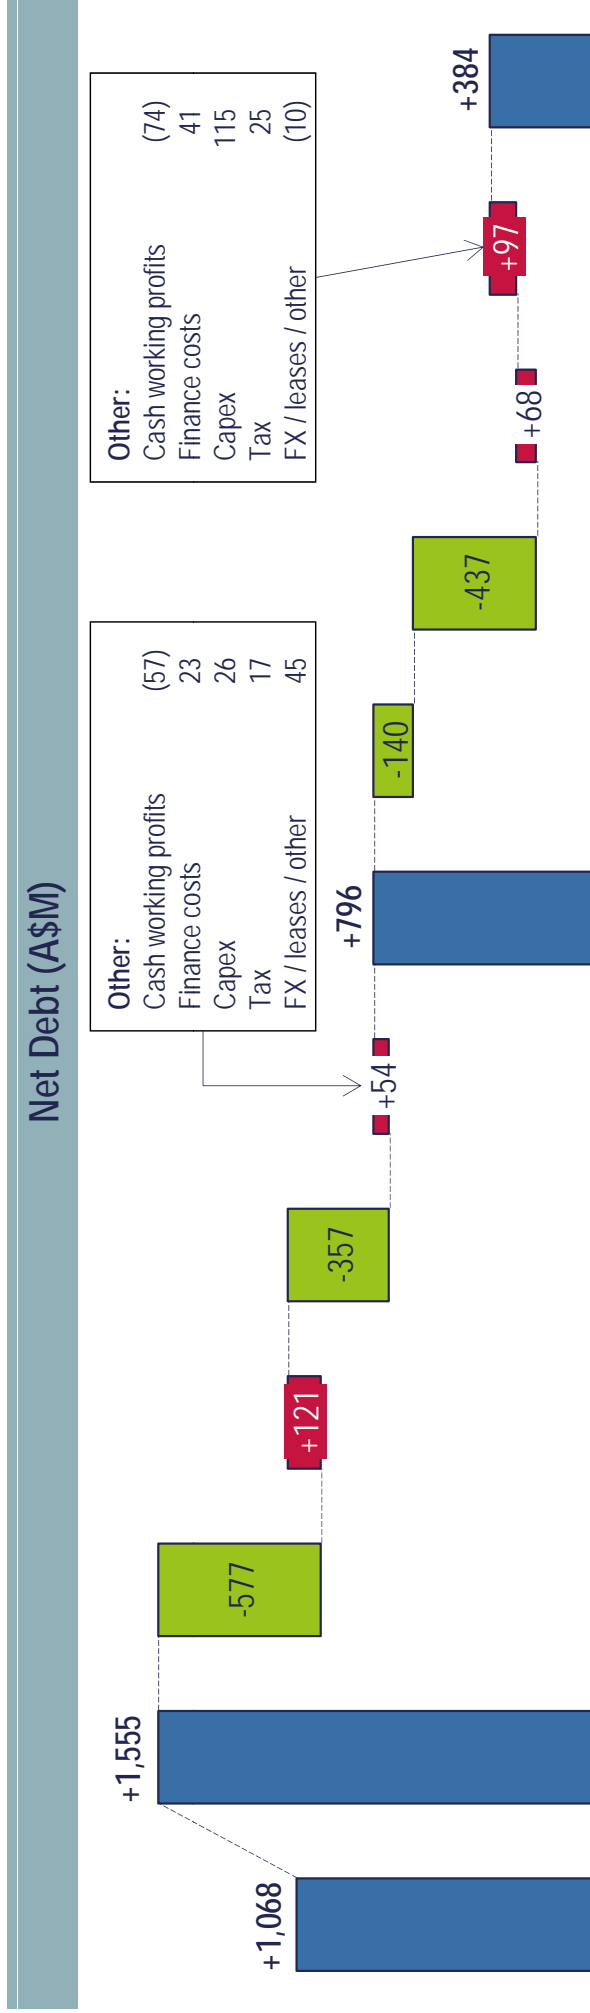 Net Debt (A$M)
+1,068
+1,555
-577
+121
-357
+54
+796
-140
-437
+68
+97
+384
Other:
Cash working profits (57)
Finance costs 23
Capex 26
Tax 17
FX / leases / other 45
Other:
Cash working profits (74)
Finance costs 41
Capex 115
Tax 25
FX / leases / other (10)